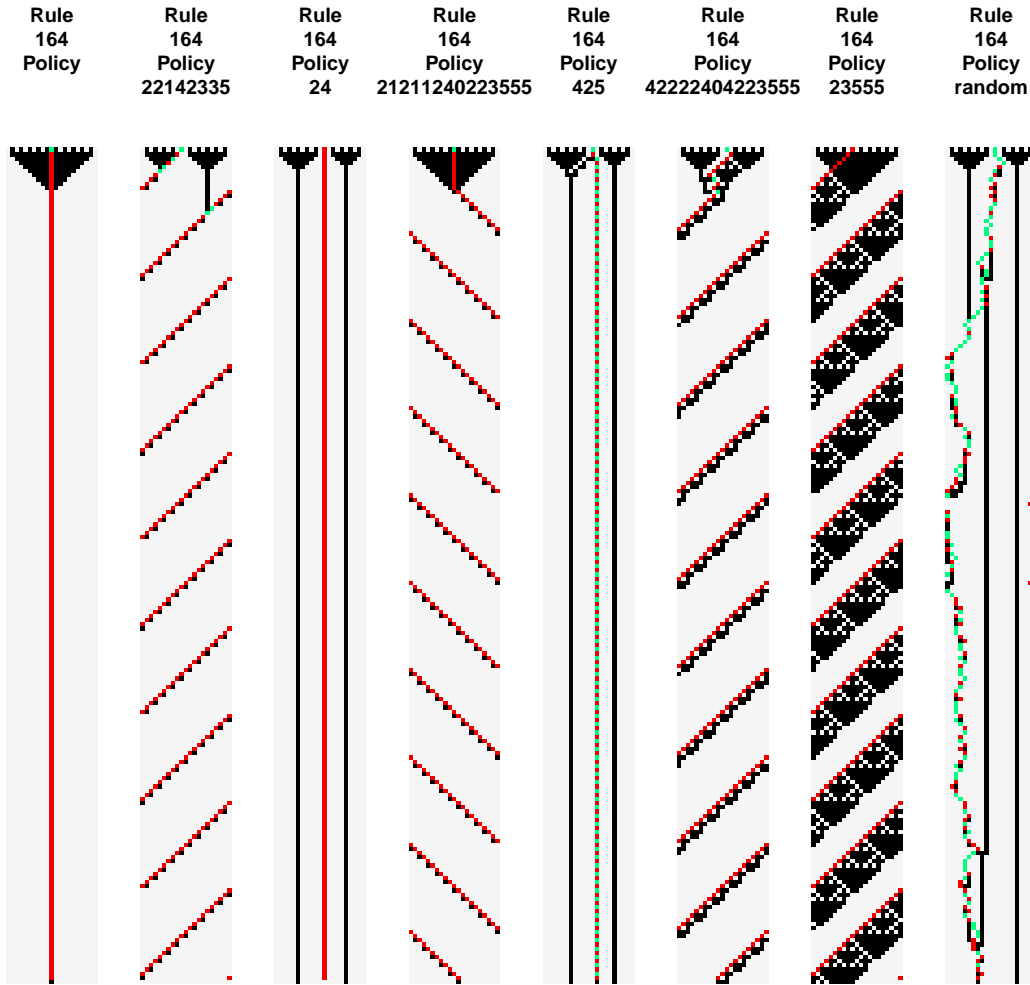 Rule
164
Policy
Rule
164
Policy
22142335
Rule
164
Policy
24
Rule
164
Policy
21211240223555
Rule
164
Policy
425
Rule
164
Policy
42222404223555
Rule
164
Policy
23555
Rule
164
Policy
random